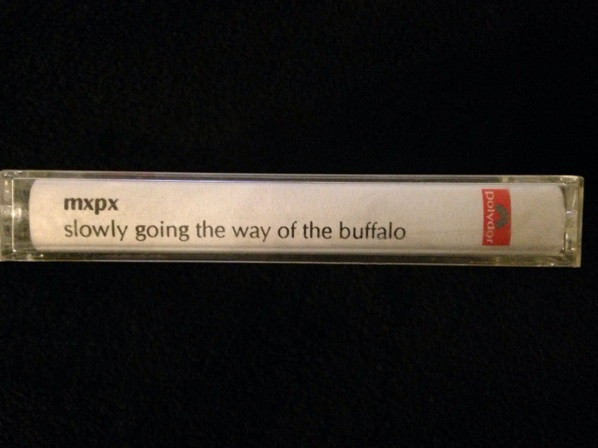 mxpx
slowly going the way of the buffalo
polydor